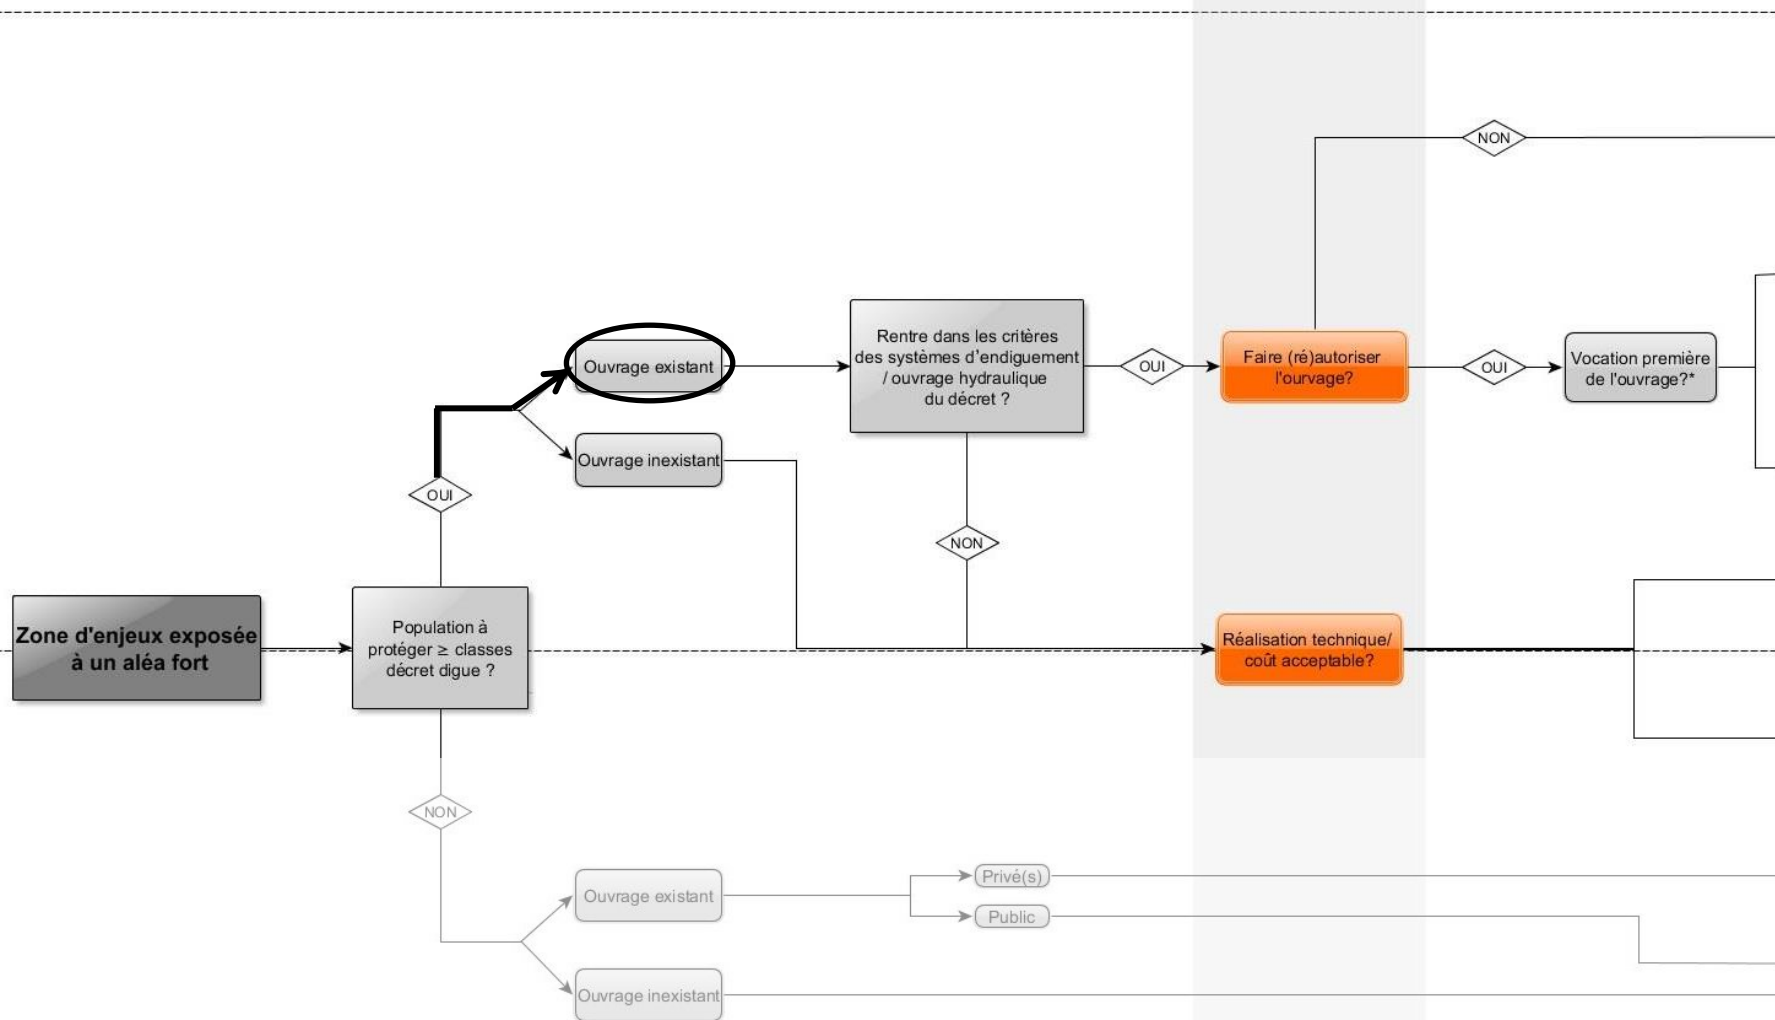 NON
Rentre dans les critères
des systèmes d'endiguement
/ ouvrage hydraulique
du décret ?
Ouvrage existant
OUI
Faire (ré)autoriser
l'ourvage?
OUI
Vocation première
de l'ouvrage?*
Ouvrage inexistant
OUI
NON
Zone d'enjeux exposée
à un aléa fort
Population à
protéger ≥ classes
décret digue ?
Réalisation technique/
coût acceptable?
NON
Ouvrage existant
Privé(s)
Public
Ouvrage inexistant